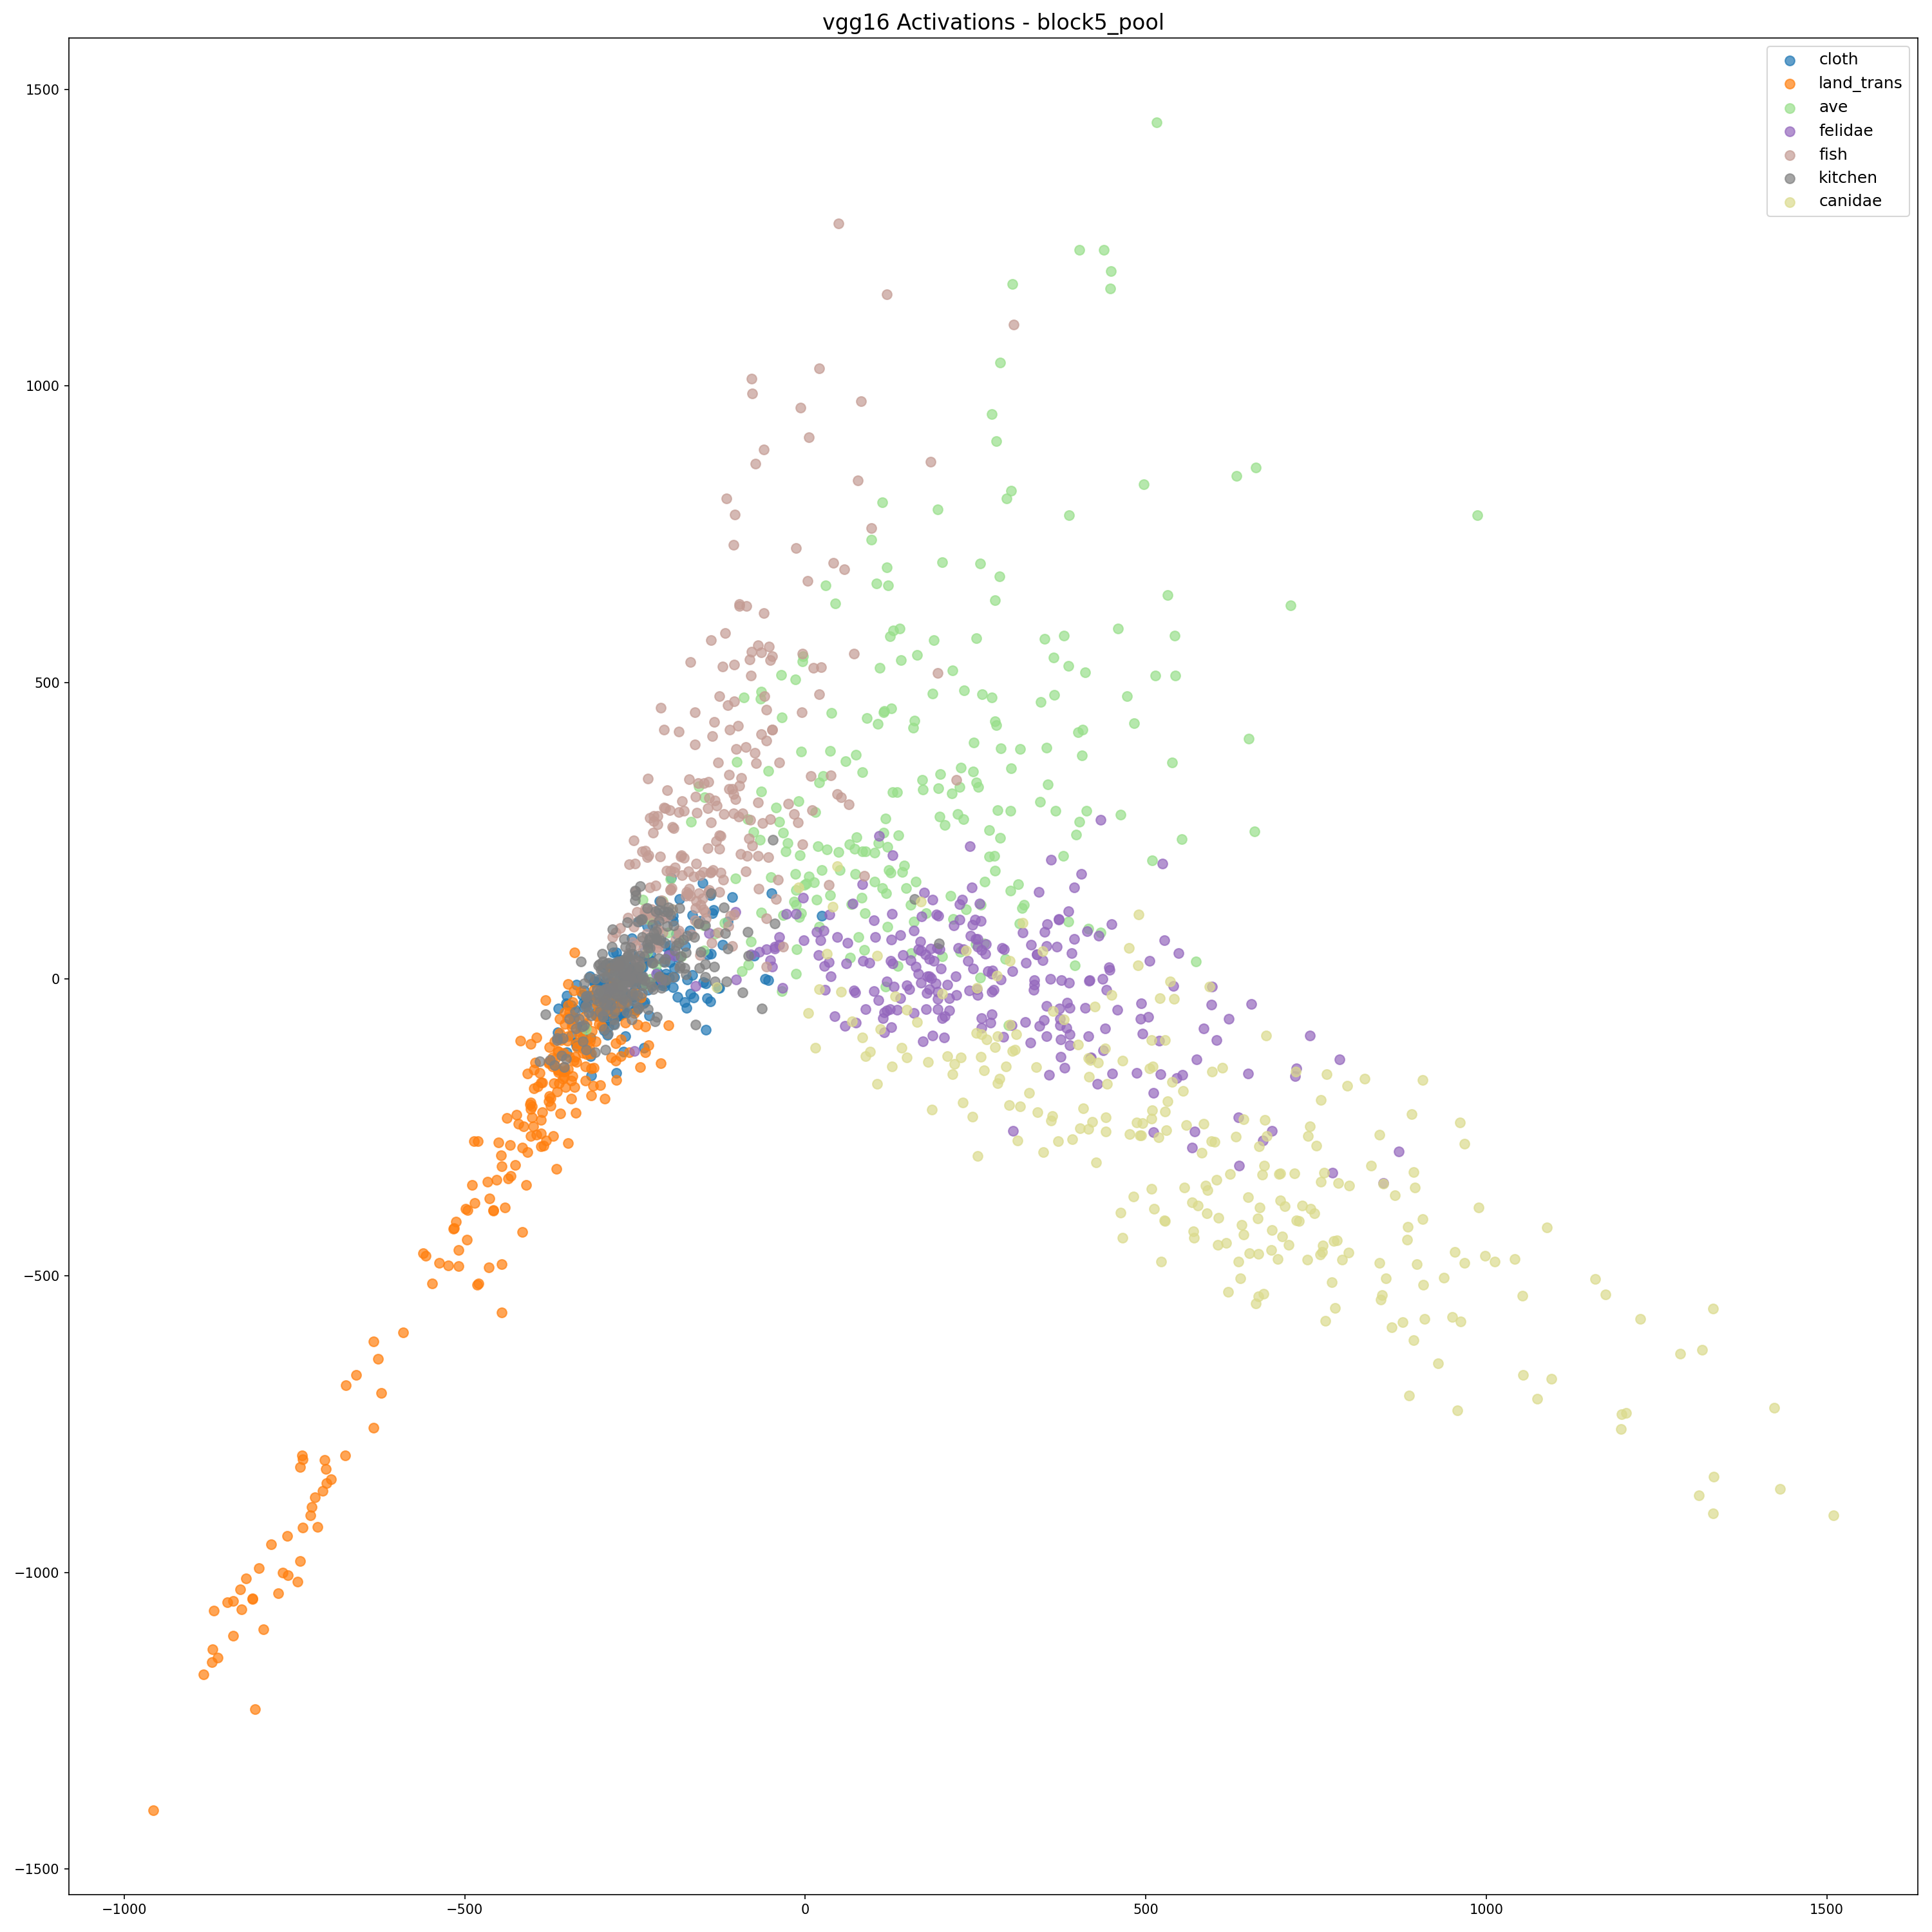 vgg16 Activations - block5_pool
cloth
land_trans
ave
felidae
fish
kitchen
canidae
1500
1000
500
0
−500
−1000
−1500
−1000
−500
0
500
1000
1500